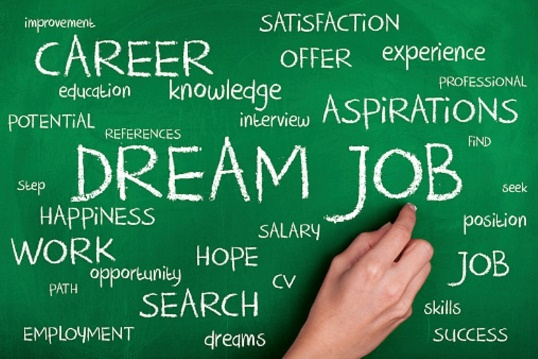 improvement
SATiSFACTiON
CAREER
OFFER
experience
education
knowledge
PROFESSIONAL
ASPiRATiONS
POTENTiAL
REFERENCES
interview
FiND
DREAM JOB
Step
seek
HAPPiNESS
SALARY
position
WORK
HOPE
JOB
opportunity
CV
PATH
SEARCH
skills
EMPLOYMENT
dreams
SUCCESS